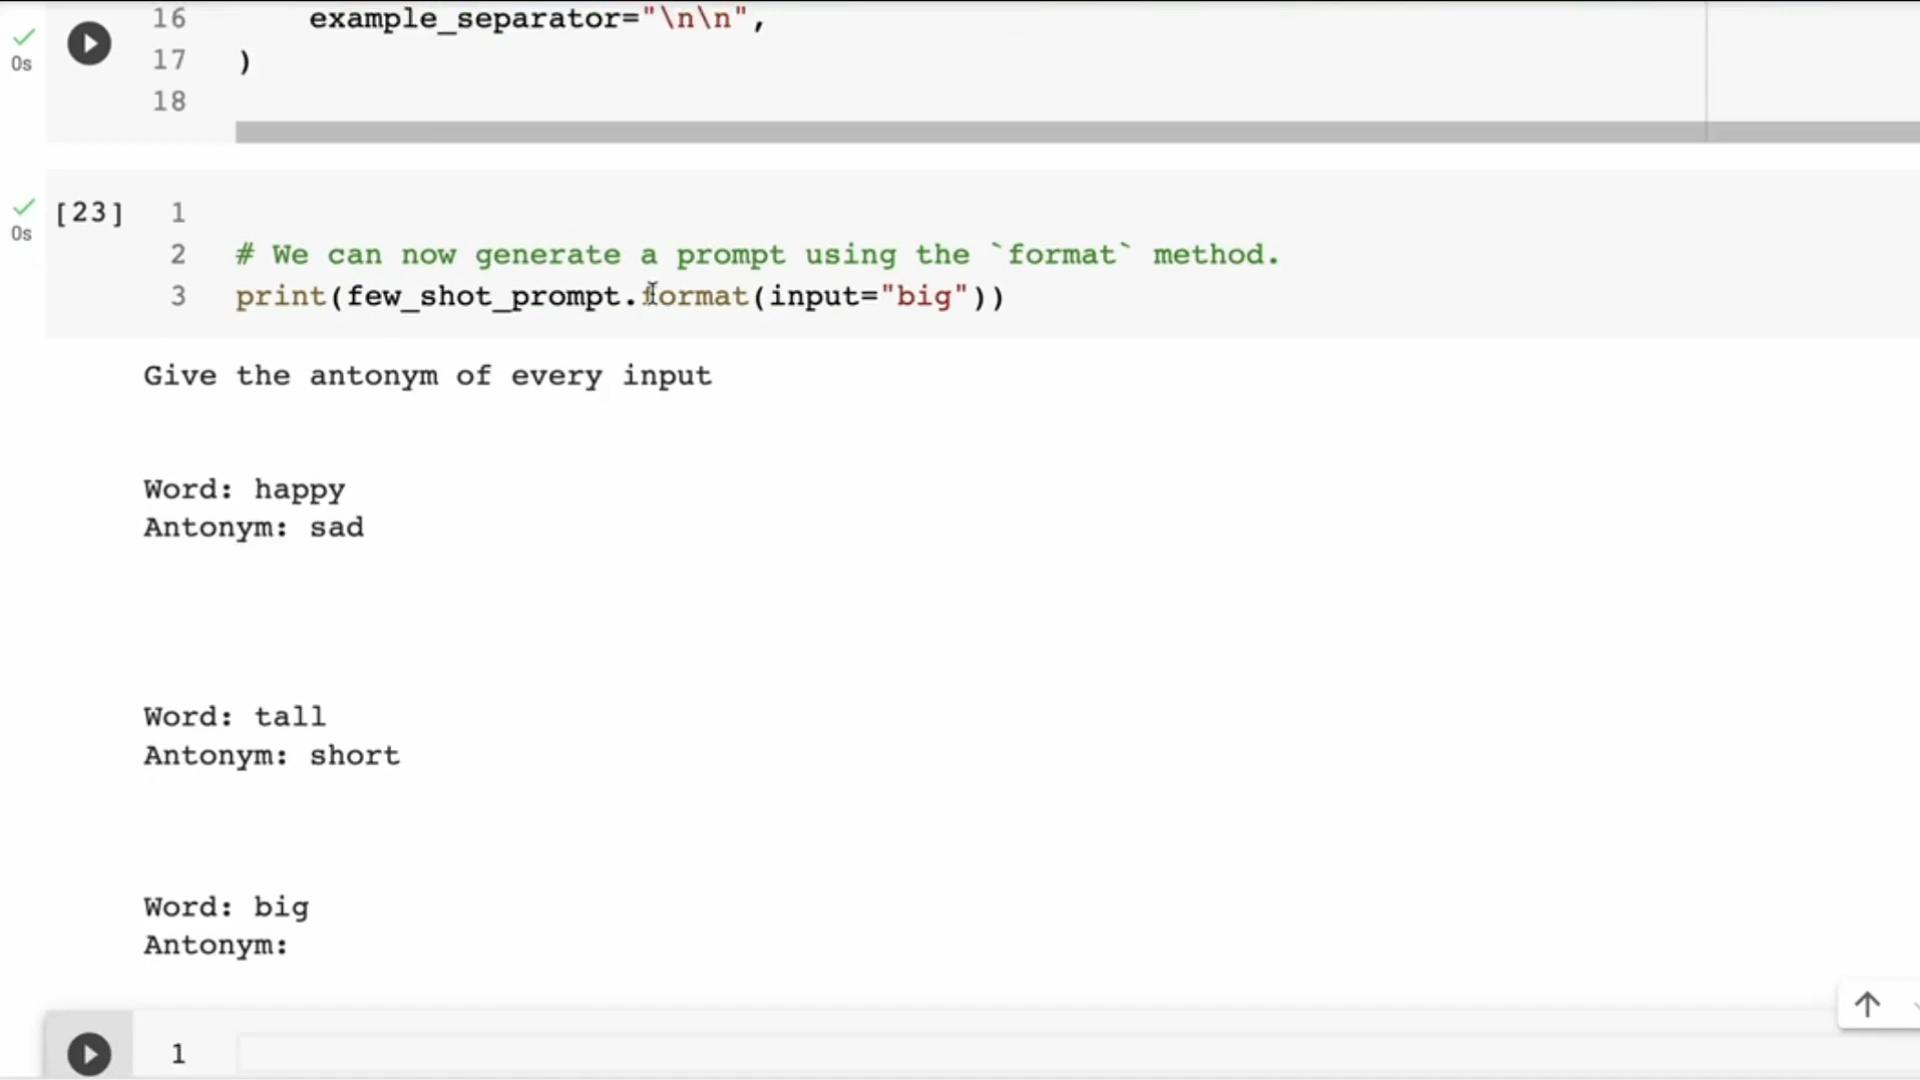 16 example_separator="\n\n",
0s 17 )
18
[23] 1
0s 2 # We can now generate a prompt using the `format` method.
3 print(few_shot_prompt.format(input="big"))
Give the antonym of every input
Word: happy
Antonym: sad
Word: tall
Antonym: short
Word: big
Antonym:
1